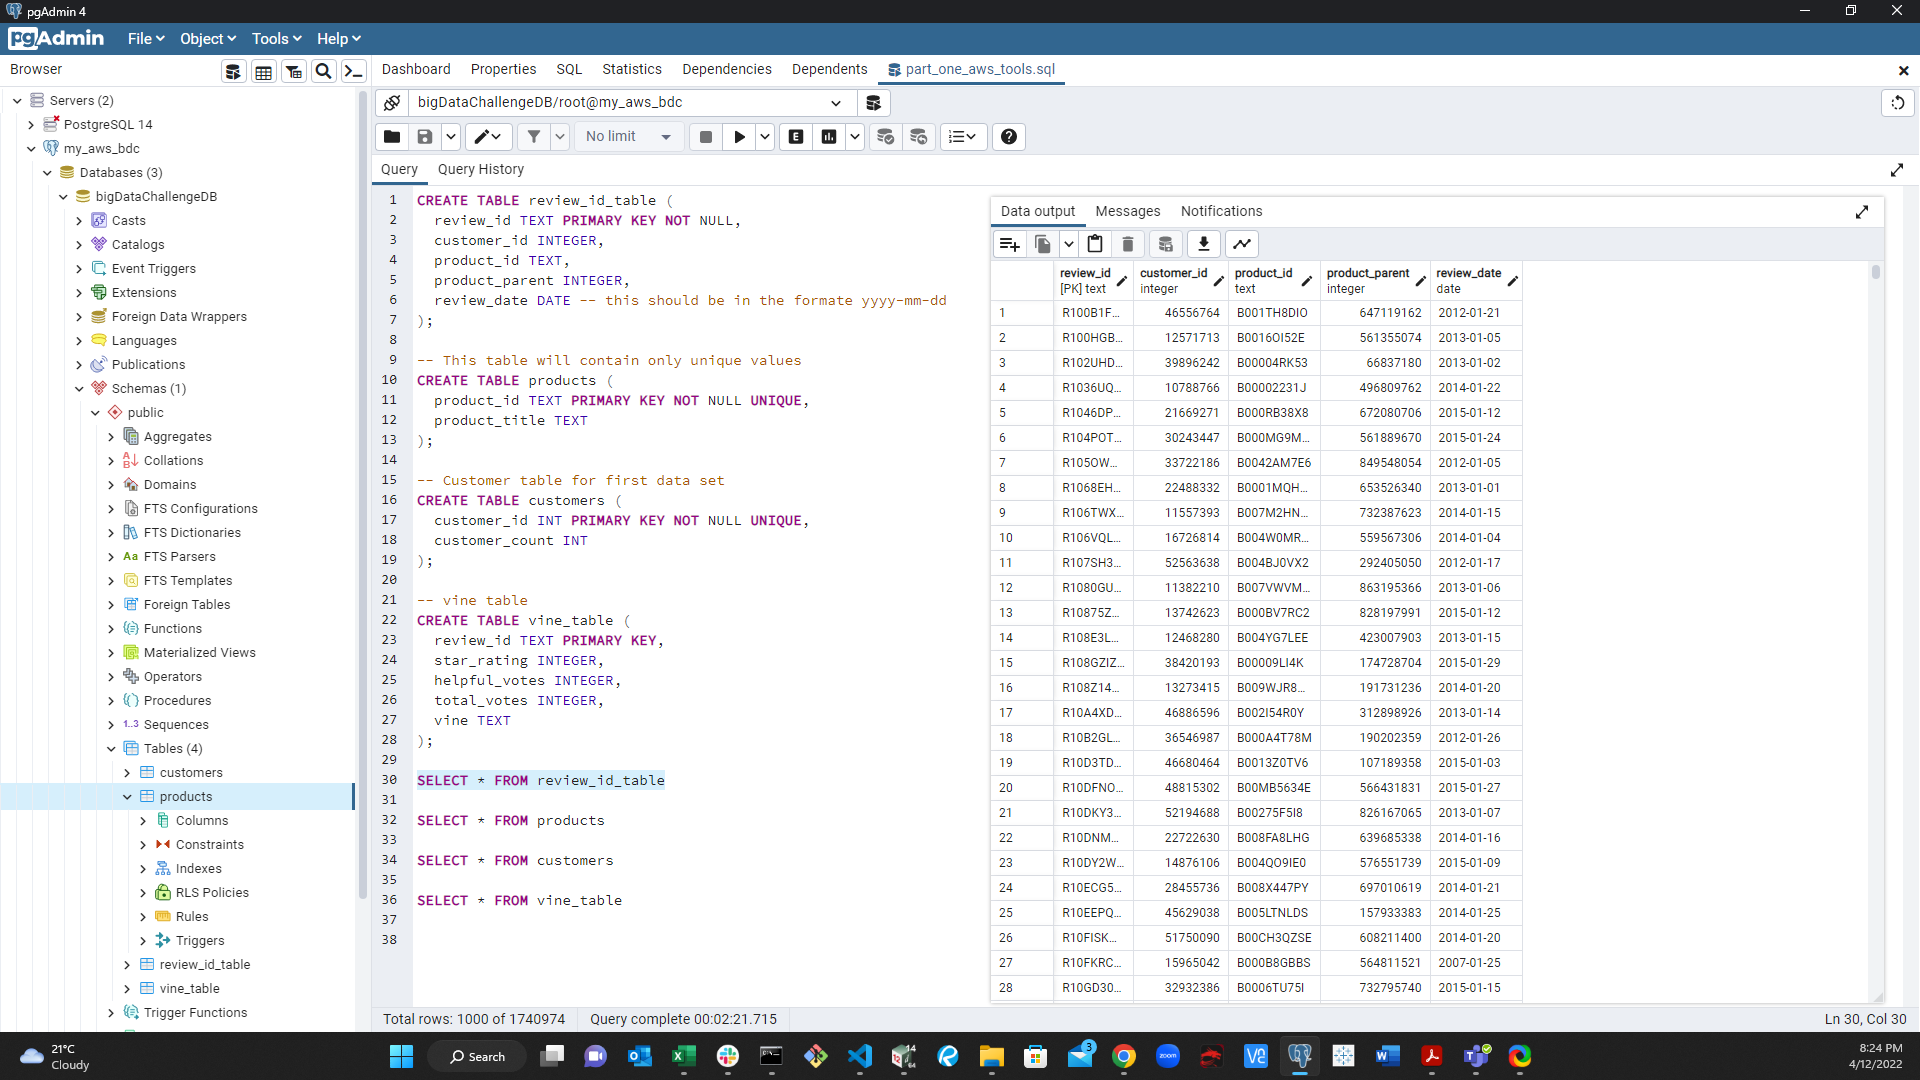 pgAdmin 4
pgAdmin File Object Tools Help
Browser
Dashboard Properties SQL Statistics Dependencies Dependents part_one_aws_tools.sql
bigDataChallengeDB/root@my_aws_bdc
No limit
Query Query History
Servers (2)
PostgreSQL 14
my_aws_bdc
Databases (3)
bigDataChallengeDB
Casts
Catalogs
Event Triggers
Extensions
Foreign Data Wrappers
Languages
Publications
Schemas (1)
public
Aggregates
Collations
Domains
FTS Configurations
FTS Dictionaries
Aa FTS Parsers
FTS Templates
Foreign Tables
Functions
Materialized Views
Operators
Procedures
1..3 Sequences
Tables (4)
customers
products
Columns
Constraints
Indexes
RLS Policies
Rules
Triggers
review_id_table
vine_table
Trigger Functions
1 CREATE TABLE review_id_table (
2 review_id TEXT PRIMARY KEY NOT NULL,
3 customer_id INTEGER,
4 product_id TEXT,
5 product_parent INTEGER,
6 review_date DATE -- this should be in the formate yyyy-mm-dd
7 );
8
9 -- This table will contain only unique values
10 CREATE TABLE products (
11 product_id TEXT PRIMARY KEY NOT NULL UNIQUE,
12 product_title TEXT
13 );
14
15 -- Customer table for first data set
16 CREATE TABLE customers (
17 customer_id INT PRIMARY KEY NOT NULL UNIQUE,
18 customer_count INT
19 );
20
21 -- vine table
22 CREATE TABLE vine_table (
23 review_id TEXT PRIMARY KEY,
24 star_rating INTEGER,
25 helpful_votes INTEGER,
26 total_votes INTEGER,
27 vine TEXT
28 );
29
30 SELECT * FROM review_id_table
31
32 SELECT * FROM products
33
34 SELECT * FROM customers
35
36 SELECT * FROM vine_table
37
38
Data output Messages Notifications
review_id customer_id product_id product_parent review_date
[PK] text integer text integer date
1 R100B1F... 46556764 B001TH8DIO 647119162 2012-01-21
2 R100HGB... 12571713 B0016OI52E 561355074 2013-01-05
3 R102UHD... 39896242 B00004RK53 66837180 2013-01-02
4 R1036UQ... 10788766 B00002231J 496809762 2014-01-22
5 R1046DP... 21669271 B000RB38X8 672080706 2015-01-12
6 R104POT... 30243447 B000MG9M... 561889670 2015-01-24
7 R105OW... 33722186 B0042AM7E6 849548054 2012-01-05
8 R1068EH... 22488332 B0001MQH... 653526340 2013-01-01
9 R106TWX... 11557393 B007M2HN... 732387623 2014-01-15
10 R106VQL... 16726814 B004W0MR... 559567306 2014-01-04
11 R107SH3... 52563638 B004BJ0VX2 292405050 2012-01-17
12 R1080GU... 11382210 B007VWVM... 863195366 2013-01-06
13 R10875Z... 13742623 B000BV7RC2 828197991 2015-01-12
14 R108E3L... 12468280 B004YG7LEE 423007903 2013-01-15
15 R108GZIZ... 38420193 B00009LI4K 174728704 2015-01-29
16 R108Z14... 13273415 B009WJR8... 191731236 2014-01-20
17 R10A4XD... 46886596 B002I54R0Y 312898926 2013-01-14
18 R10B2GL... 36546987 B000A4T78M 190202359 2012-01-26
19 R10D3TD... 46680464 B0013Z0TV6 107189358 2015-01-03
20 R10DFNO... 48815302 B00MB5634E 566431831 2015-01-27
21 R10DKY3... 52194688 B00275F5I8 826167065 2013-01-07
22 R10DNM... 22722630 B008FA8LHG 639685338 2014-01-16
23 R10DY2W... 14876106 B004QO9IE0 576551739 2015-01-09
24 R10ECG5... 28455736 B008X447PY 697010619 2014-01-21
25 R10EEPQ... 45629038 B005LTNLDS 157933383 2014-01-25
26 R10FISK... 51750090 B00CH3QZSE 608211400 2014-01-20
27 R10FKRC... 15965042 B000B8GBBS 564811521 2007-01-25
28 R10GD30... 32932386 B0006TU75I 732795740 2015-01-15
Total rows: 1000 of 1740974 Query complete 00:02:21.715 Ln 30, Col 30
21°C
Cloudy
Search
3
zoom
8:24 PM
4/12/2022